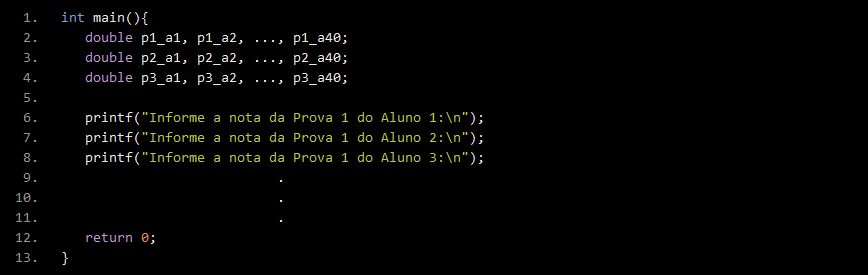 1. int main(){
2. double p1_a1, p1_a2, ..., p1_a40;
3. double p2_a1, p2_a2, ..., p2_a40;
4. double p3_a1, p3_a2, ..., p3_a40;
5.
6. printf("Informe a nota da Prova 1 do Aluno 1:\n");
7. printf("Informe a nota da Prova 1 do Aluno 2:\n");
8. printf("Informe a nota da Prova 1 do Aluno 3:\n");
9. .
10. .
11. .
12. return 0;
13. }